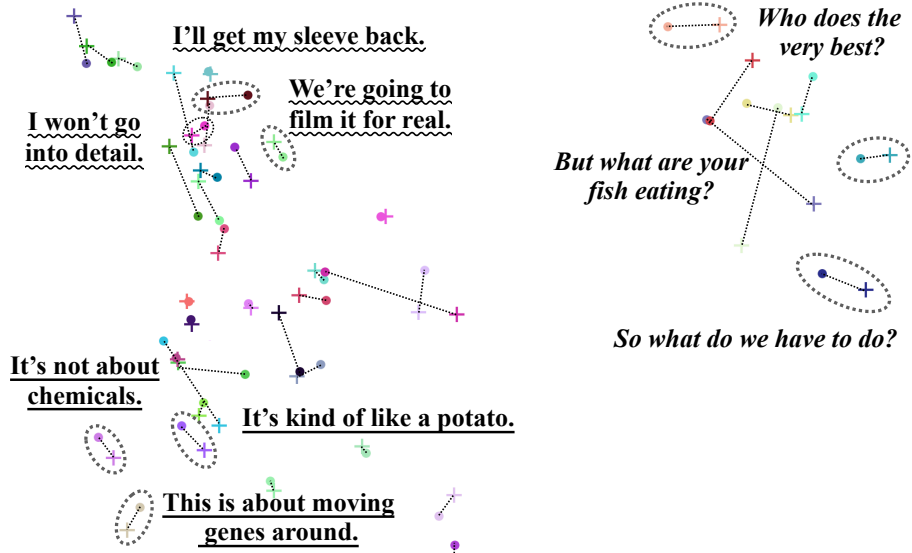 Who does the
very best?
I'll get my sleeve back.
We're going to
film it for real.
I won't go
into detail.
But what are your
fish eating?
So what do we have to do?
It's not about
chemicals.
It's kind of like a potato.
This is about moving
genes around.